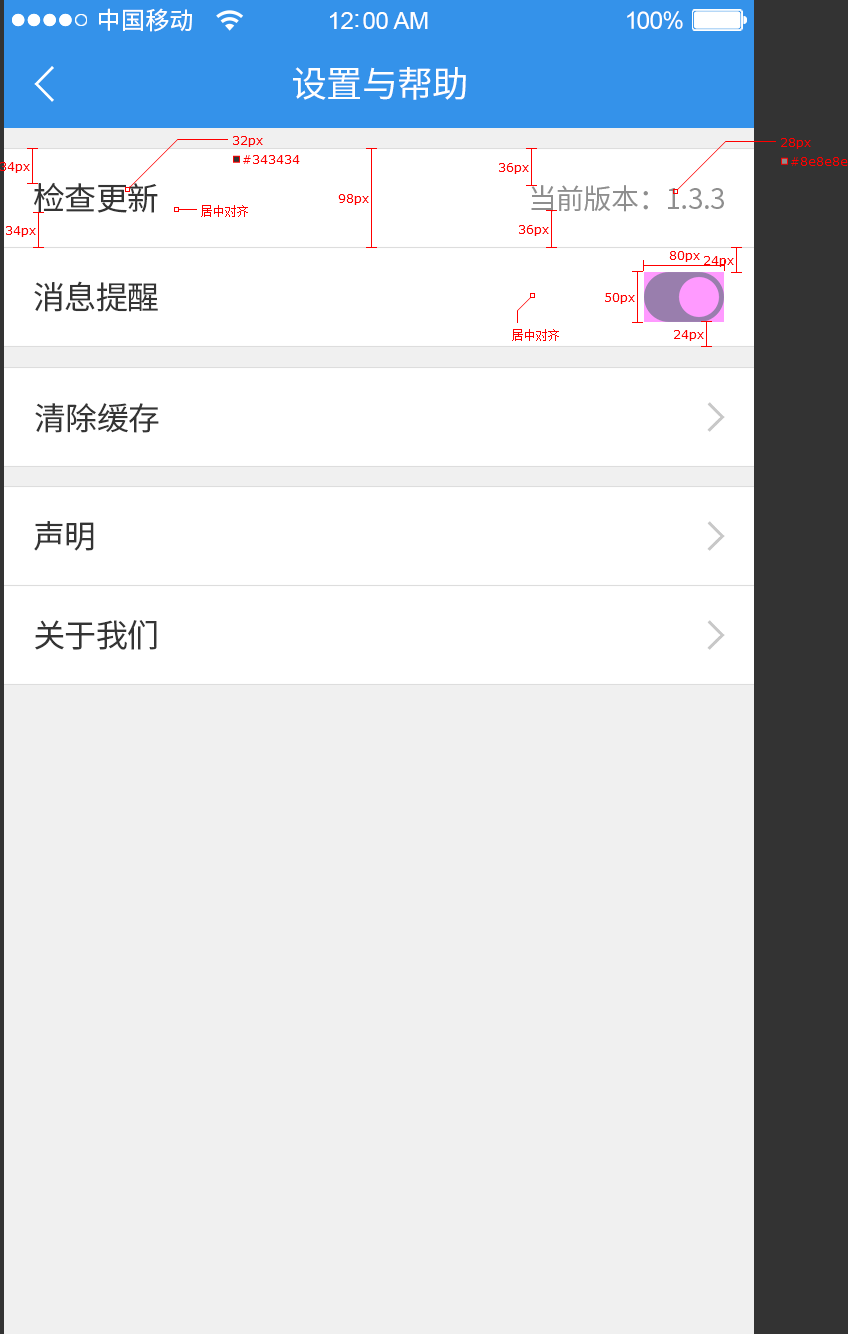 中国移动 12:00 AM 100%
设置与帮助
32px
#343434
28px
#8e8e8e
34px
98px
36px
检查更新
居中对齐
当前版本：1.3.3
34px
36px
80px
24px
消息提醒
50px
居中对齐
24px
清除缓存
声明
关于我们